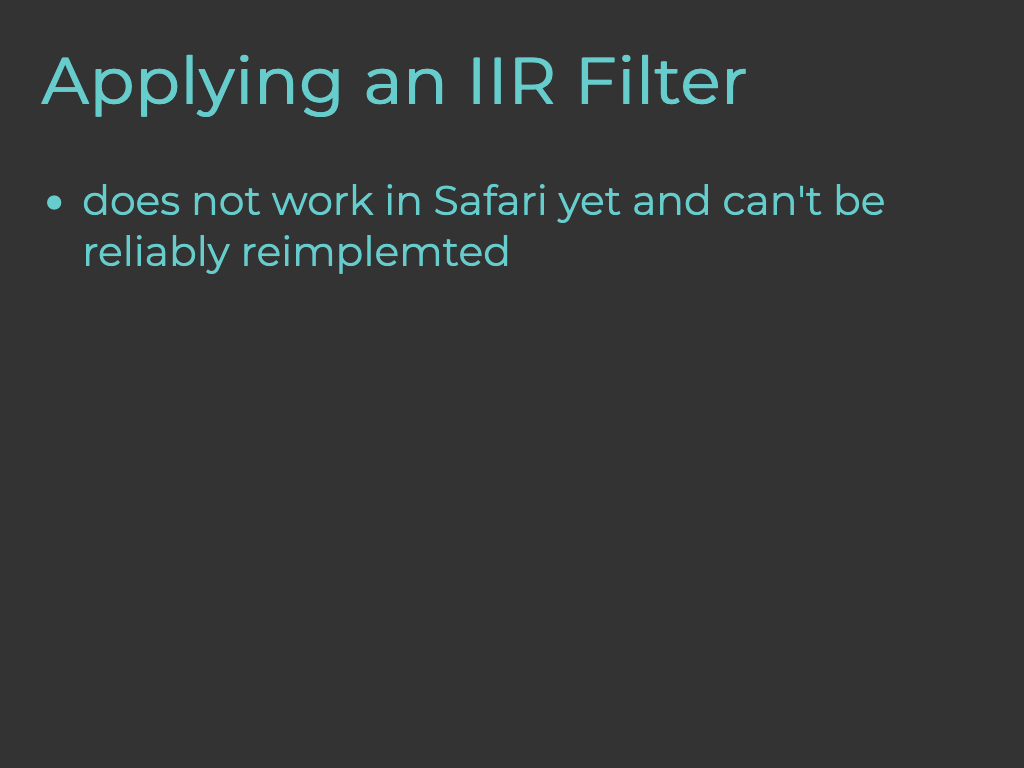 Applying an IIR Filter
• does not work in Safari yet and can't be
reliably reimplemted